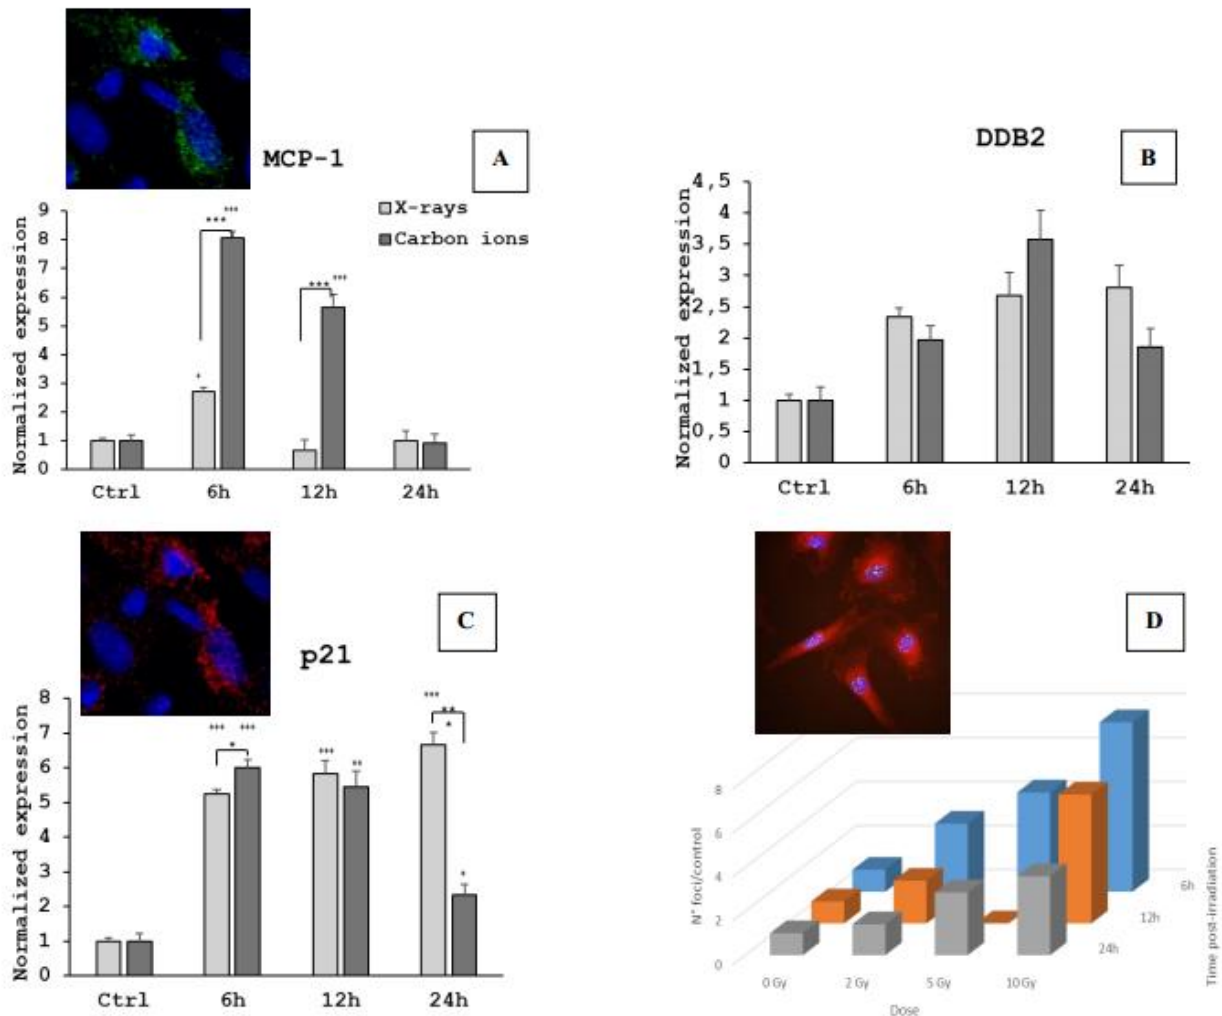 MCP-1
A
X-rays
Carbon ions
Normalized expression
9
8
7
6
5
4
3
2
1
0
+++
***
+
***
+++
Ctrl
6h
12h
24h
DDB2
B
Normalized expression
4,5
4
3,5
3
2,5
2
1,5
1
0,5
0
Ctrl
6h
12h
24h
p21
C
Normalized expression
8
7
6
5
4
3
2
1
0
+++
+++
*
+++
++
+++
**
*
+
Ctrl
6h
12h
24h
D
N° foci/control
8
6
4
2
0
0 Gy
2 Gy
5 Gy
10 Gy
Dose
6h
12h
24h
Time post-irradiation